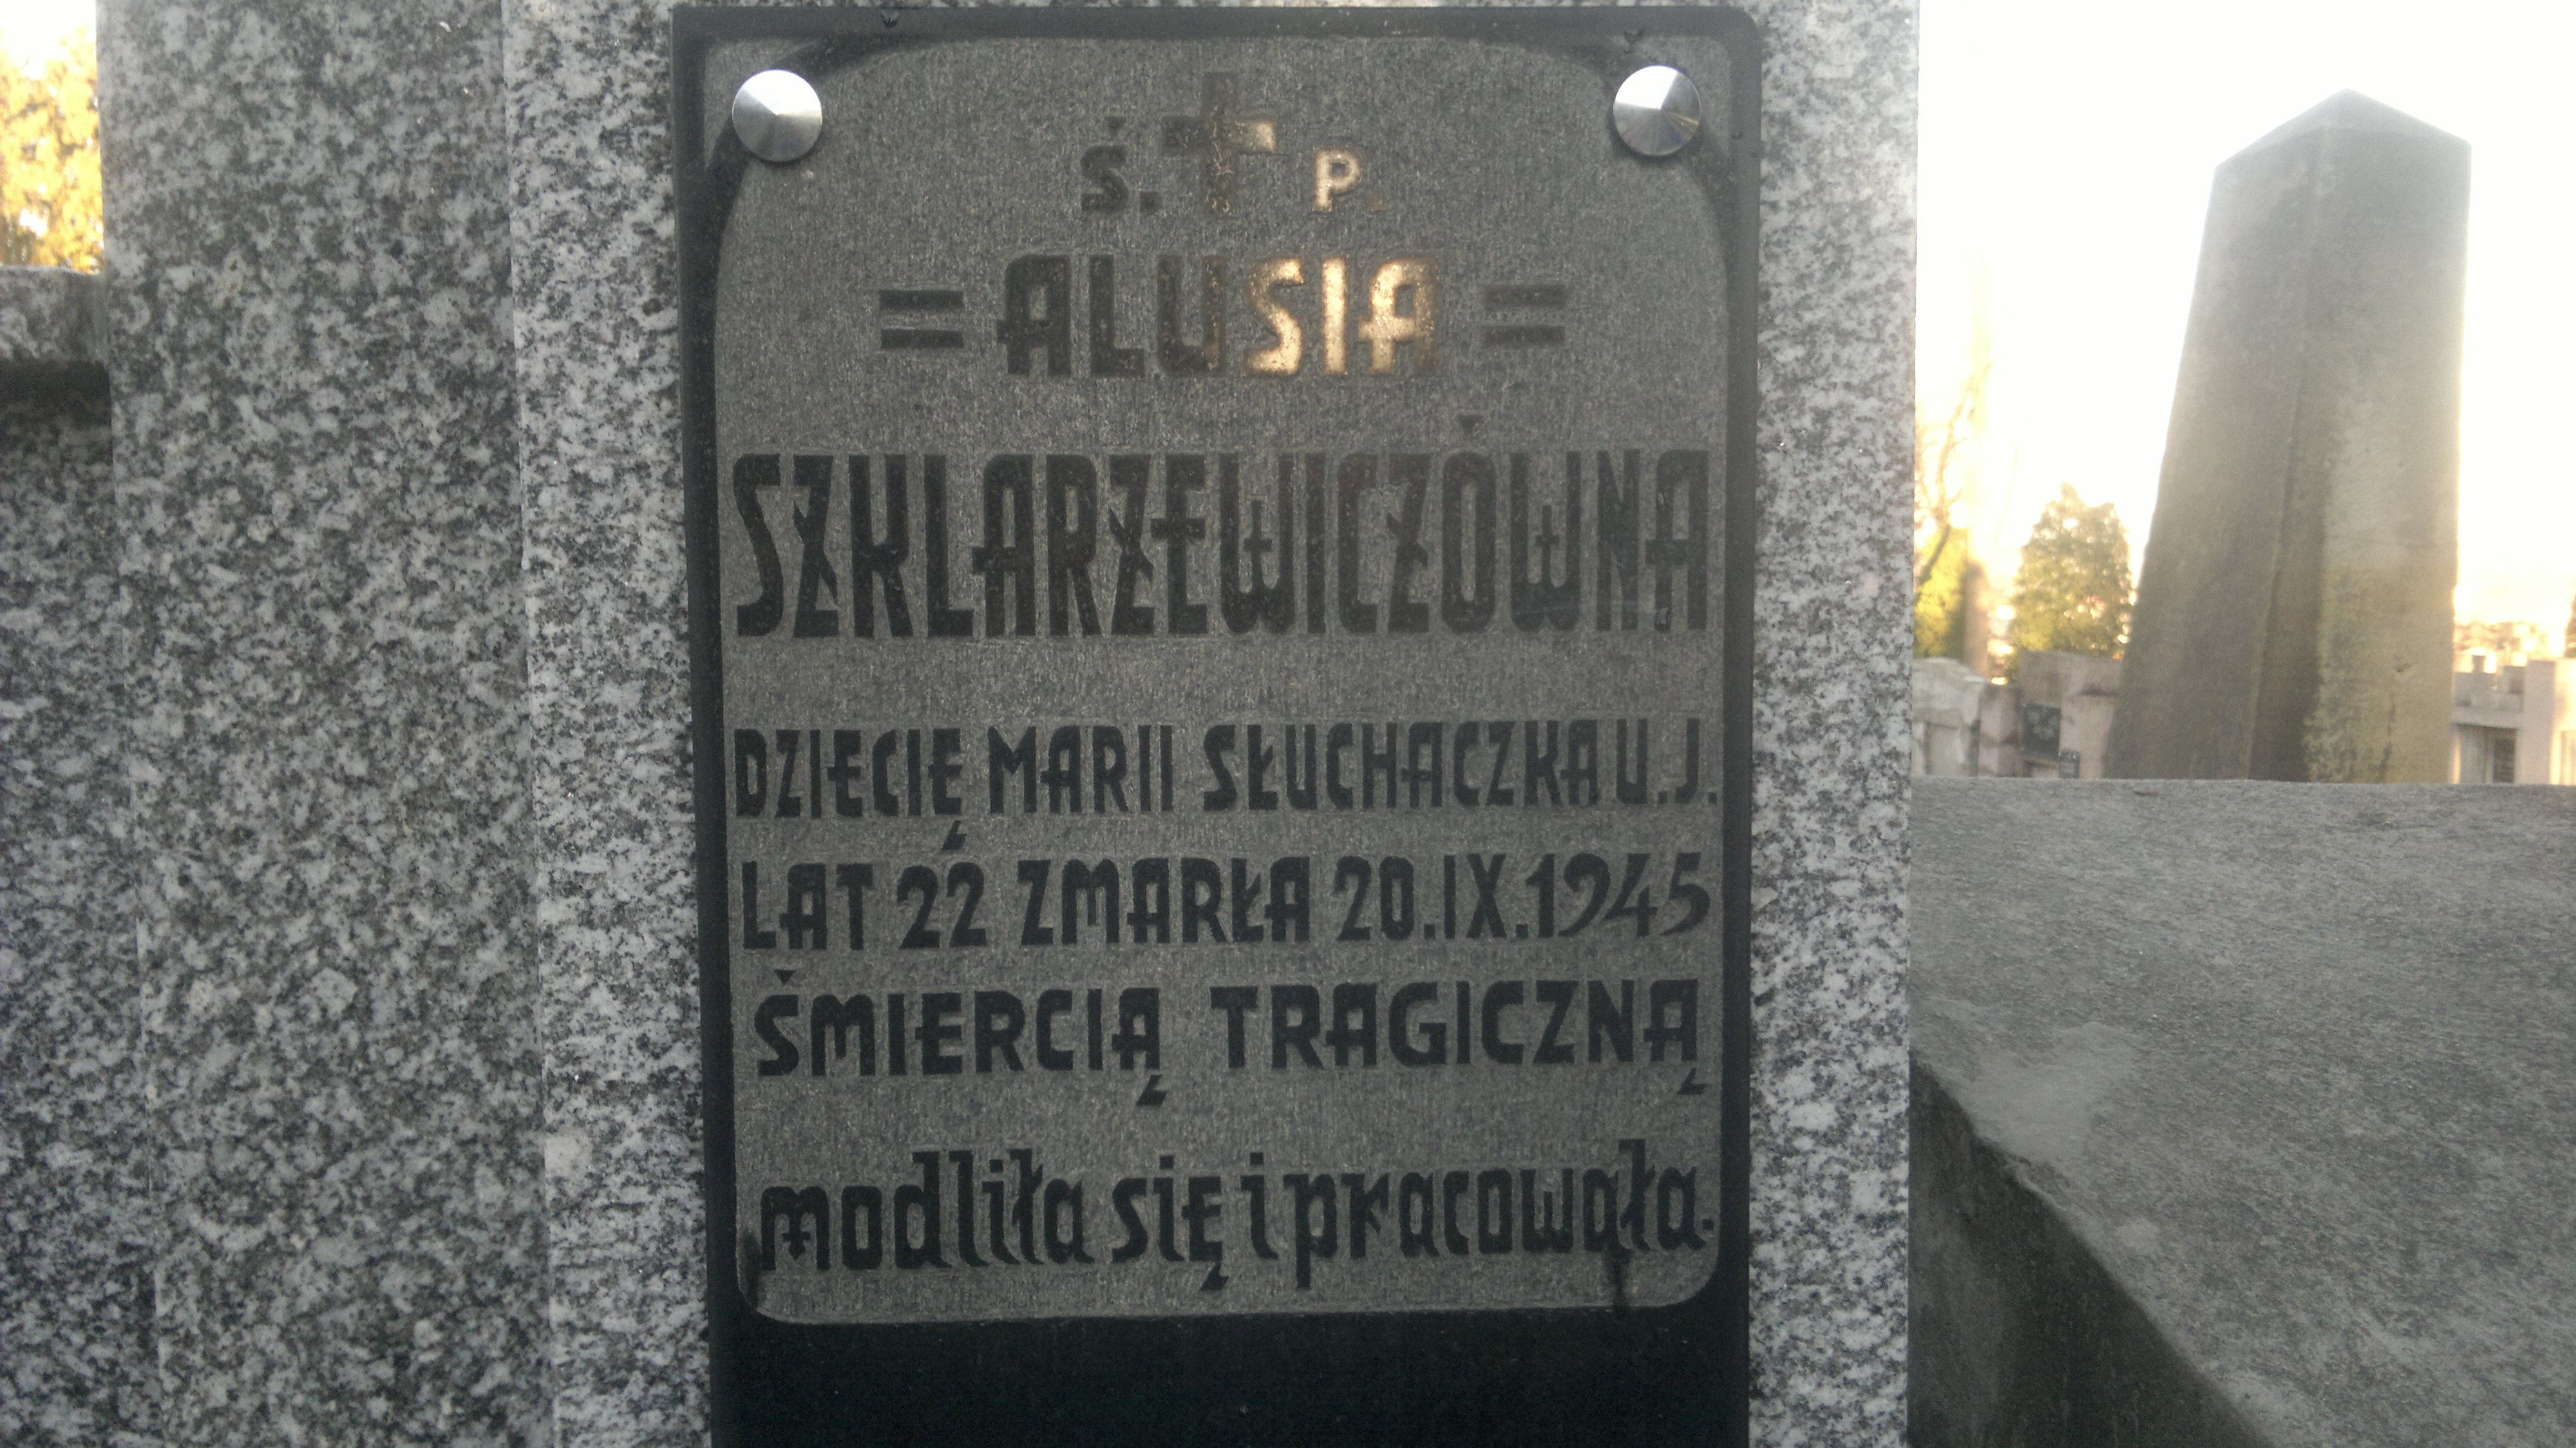 Ś. † P.
= ALUSIA =
SZKLARZEWICZÓWNA
DZIECIĘ MARII SŁUCHACZKA U.J.
LAT 22 ZMARŁA 20.IX.1945
ŚMIERCIĄ TRAGICZNĄ
modliła się i pracowała.